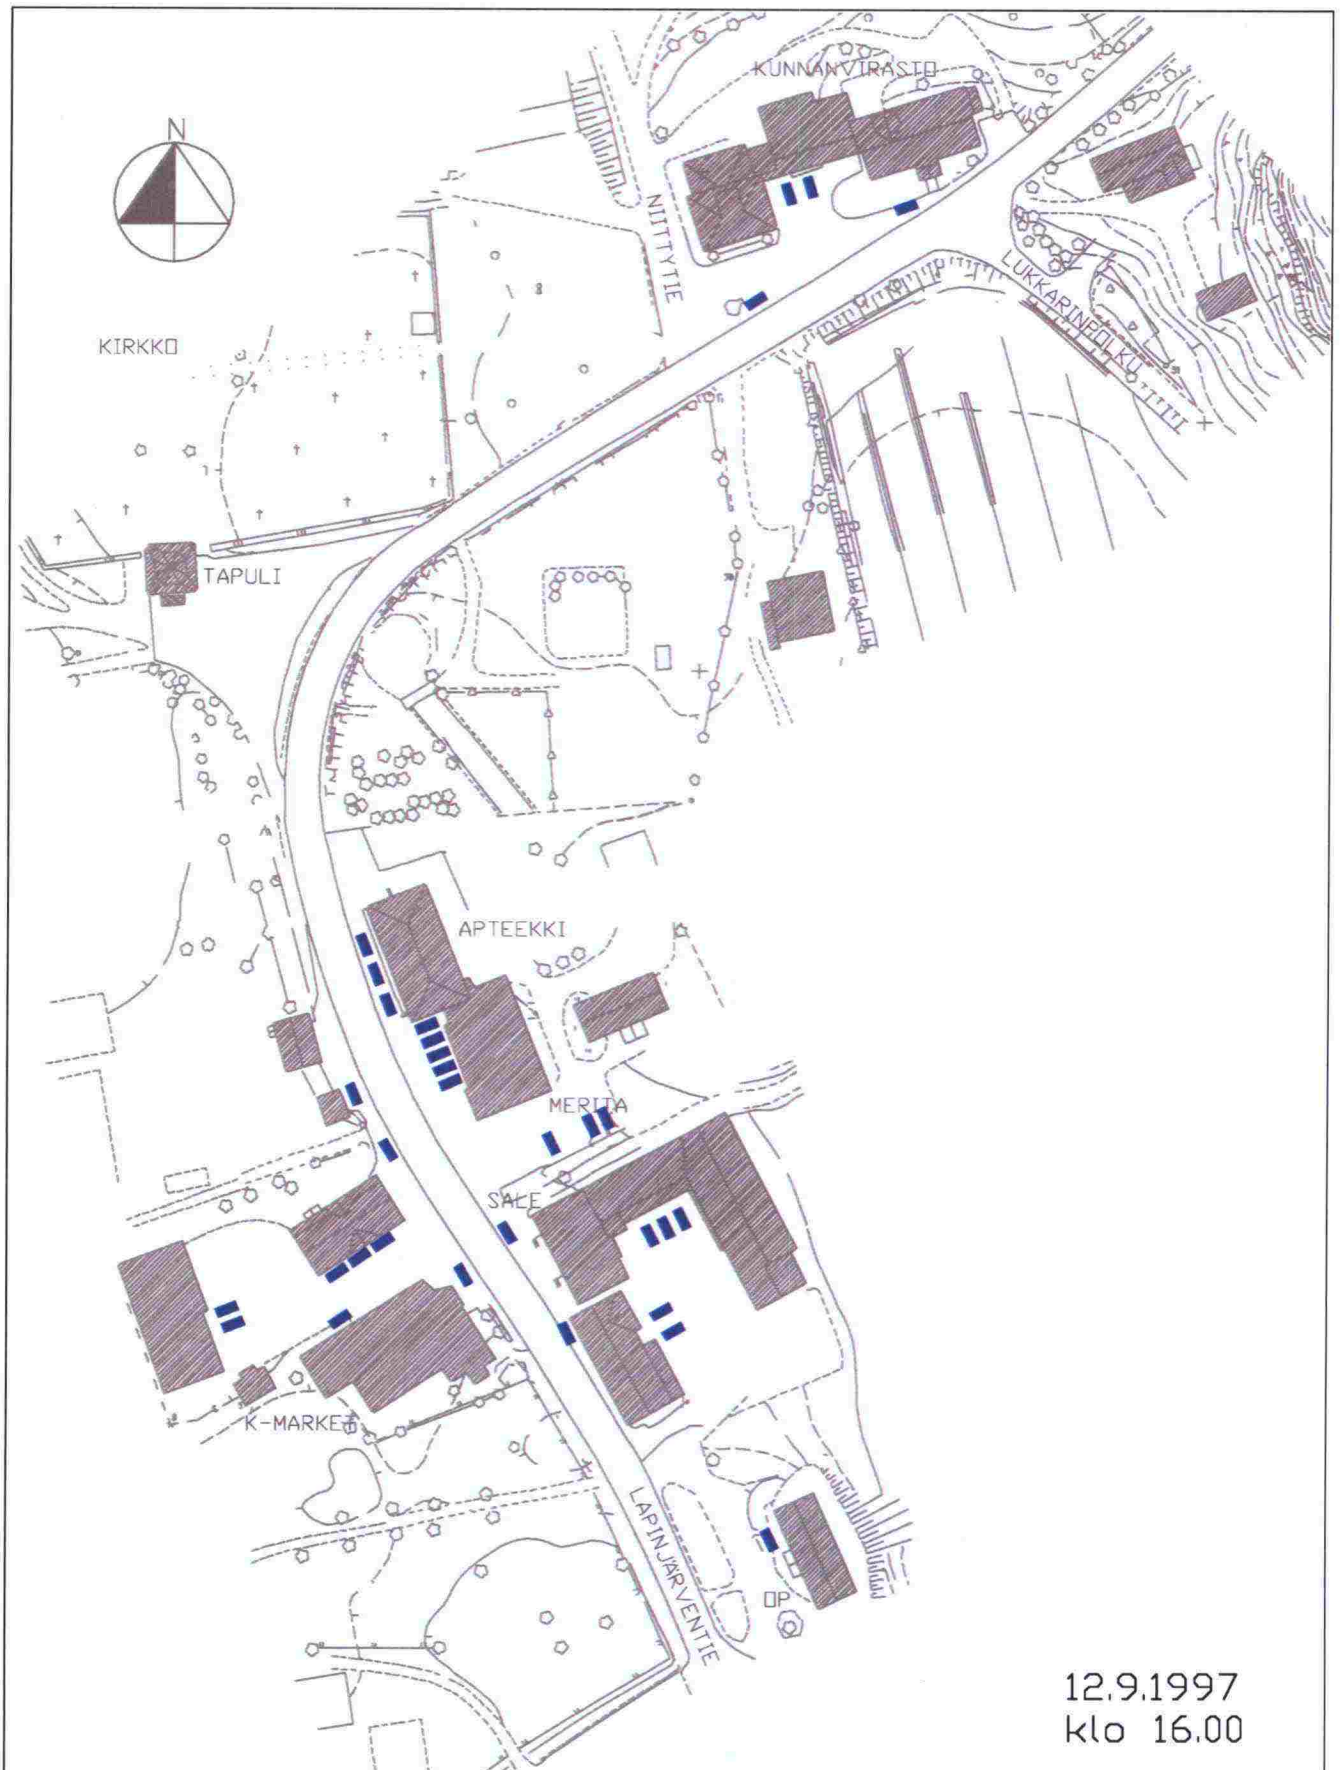 KUNNANVIRASTO
N
NIITTYTIE
LUKKARINPOLKU
KIRKKO
TAPULI
APTEEKKI
MERITA
SALE
K-MARKET
LAPINJÄRVENTIE
OP
12.9.1997
klo 16.00